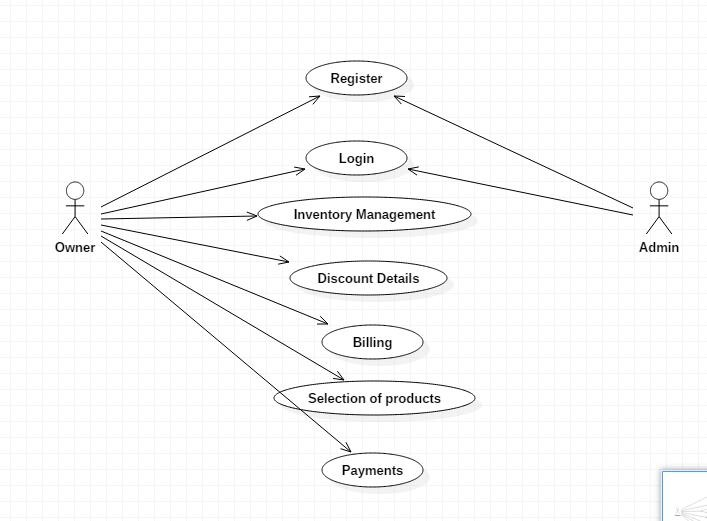 Register
Login
Inventory Management
Owner
Admin
Discount Details
Billing
Selection of products
Payments